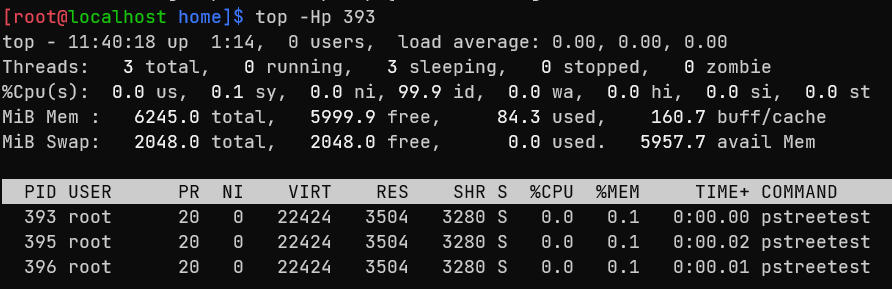 [root@localhost home]$ top -Hp 393
top - 11:40:18 up  1:14,  0 users,  load average: 0.00, 0.00, 0.00
Threads:   3 total,   0 running,   3 sleeping,   0 stopped,   0 zombie
%Cpu(s):  0.0 us,  0.1 sy,  0.0 ni, 99.9 id,  0.0 wa,  0.0 hi,  0.0 si,  0.0 st
MiB Mem :   6245.0 total,   5999.9 free,     84.3 used,    160.7 buff/cache
MiB Swap:   2048.0 total,   2048.0 free,      0.0 used.   5957.7 avail Mem
  PID USER      PR  NI    VIRT    RES    SHR S  %CPU  %MEM     TIME+ COMMAND
  393 root      20   0   22424   3504   3280 S   0.0   0.1   0:00.00 pstreetest
  395 root      20   0   22424   3504   3280 S   0.0   0.1   0:00.02 pstreetest
  396 root      20   0   22424   3504   3280 S   0.0   0.1   0:00.01 pstreetest